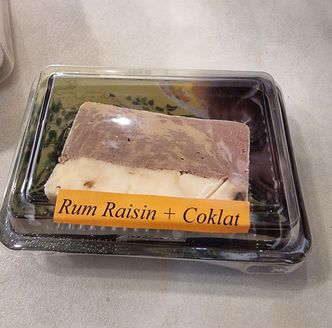 Rum Raisin + Coklat